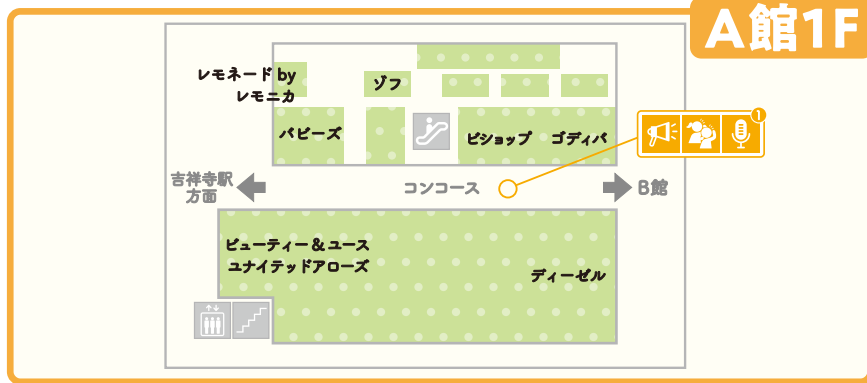 A館1F
レモネード by
レモニカ
ゾフ
バビーズ
ビショップ
ゴディバ
1
吉祥寺駅
方面
コンコース
B館
ビューティー&ユース
ユナイテッドアローズ
ディーゼル